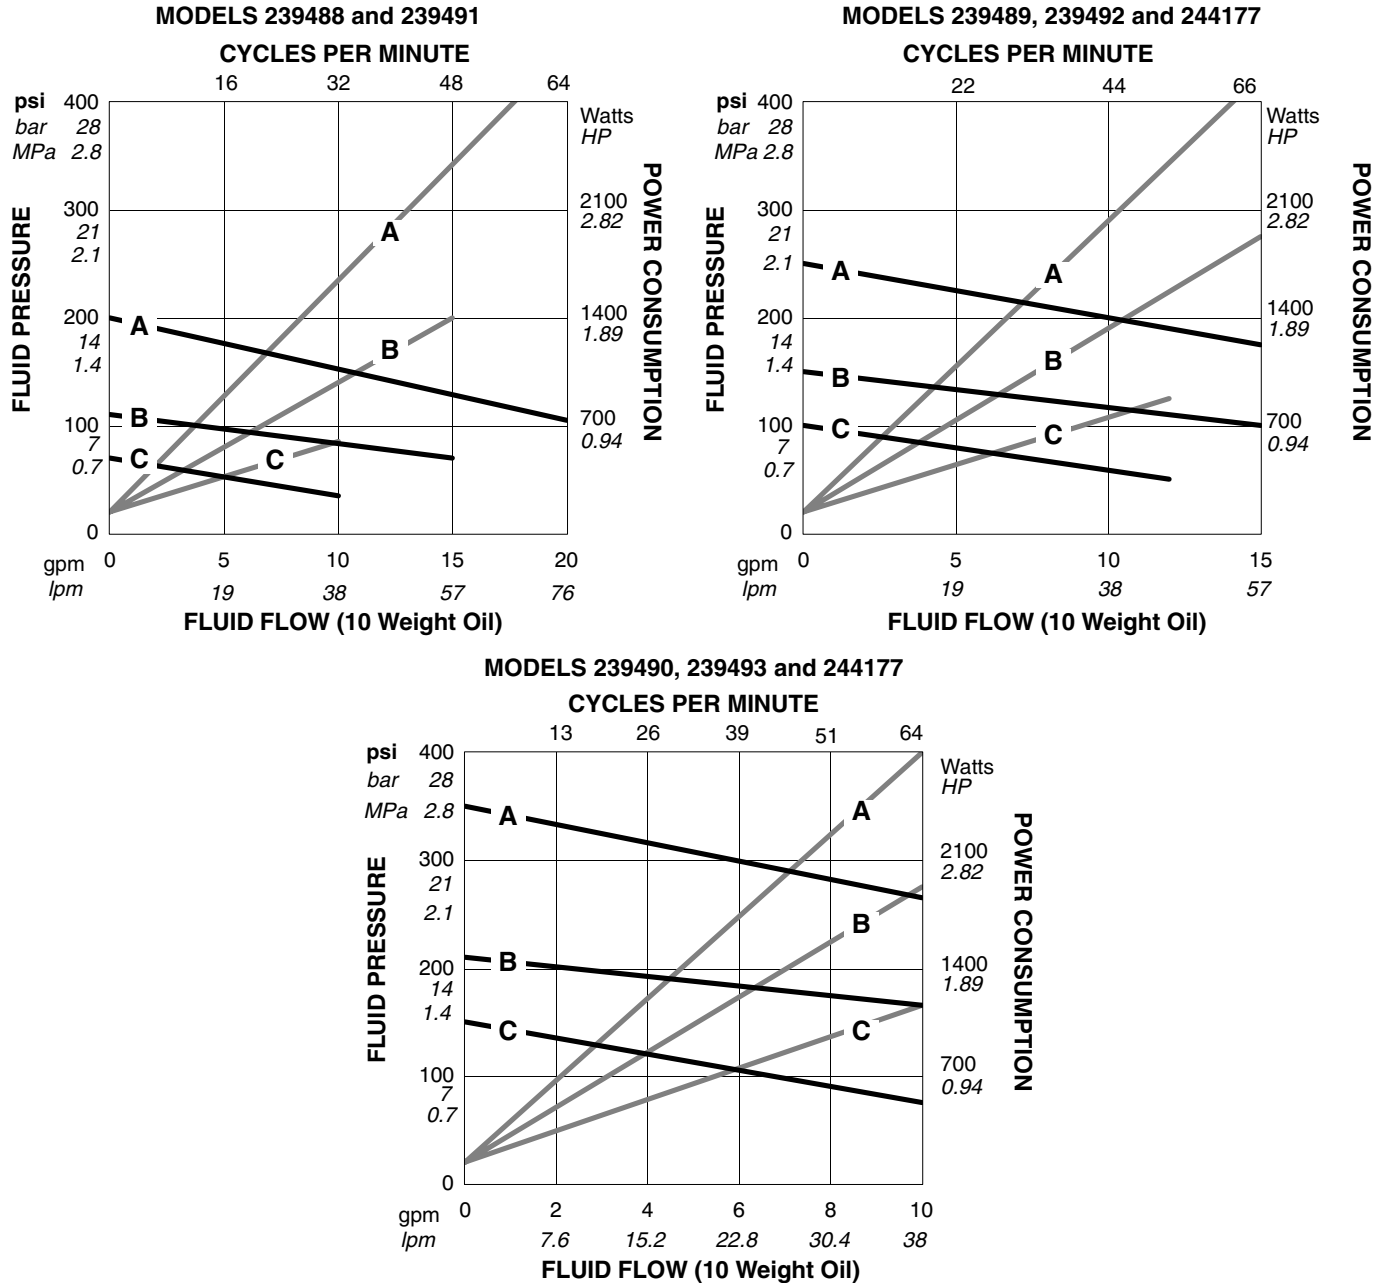 MODELS 239488 and 239491
CYCLES PER MINUTE
16 32 48 64
psi 400
bar 28
MPa 2.8
300
21
2.1
200
14
1.4
100
7
0.7
0
FLUID PRESSURE
A
B
C
A
B
C
Watts
HP
2100
2.82
1400
1.89
700
0.94
POWER CONSUMPTION
gpm 0 5 10 15 20
lpm 19 38 57 76
FLUID FLOW (10 Weight Oil)
MODELS 239489, 239492 and 244177
CYCLES PER MINUTE
22 44 66
psi 400
bar 28
MPa 2.8
300
21
2.1
200
14
1.4
100
7
0.7
0
FLUID PRESSURE
A
B
C
A
B
C
Watts
HP
2100
2.82
1400
1.89
700
0.94
POWER CONSUMPTION
gpm 0 5 10 15
lpm 19 38 57
FLUID FLOW (10 Weight Oil)
MODELS 239490, 239493 and 244177
CYCLES PER MINUTE
13 26 39 51 64
psi 400
bar 28
MPa 2.8
300
21
2.1
200
14
1.4
100
7
0.7
0
FLUID PRESSURE
A
B
C
A
B
C
Watts
HP
2100
2.82
1400
1.89
700
0.94
POWER CONSUMPTION
gpm 0 2 4 6 8 10
lpm 7.6 15.2 22.8 30.4 38
FLUID FLOW (10 Weight Oil)